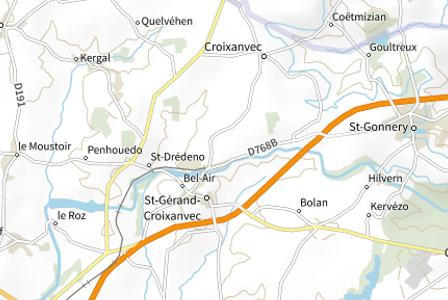 Coëtmizian
Quelvéhen
Croixanvec
Goultreux
Kergal
D191
St-Gonnery
D768B
le Moustoir
Penhouedo
St-Drédeno
Bel-Air
Hilvern
St-Gérand-
Croixanvec
Bolan
Kervézo
le Roz